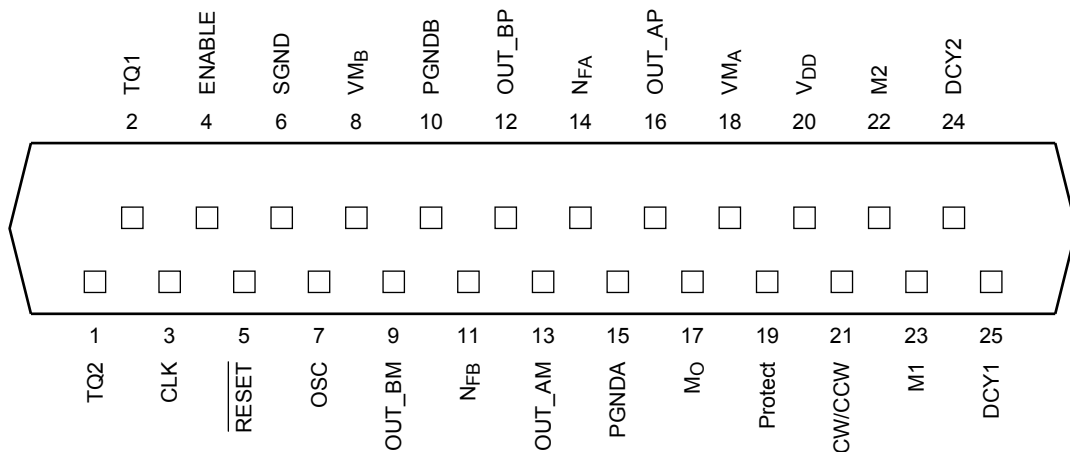 TQ1
ENABLE
SGND
VMB
PGNDB
OUT_BP
NFA
OUT_AP
VMA
VDD
M2
DCY2
2 4 6 8 10 12 14 16 18 20 22 24
1 3 5 7 9 11 13 15 17 19 21 23 25
TQ2
CLK
RESET
OSC
OUT_BM
NFB
OUT_AM
PGNDA
MO
Protect
CW/CCW
M1
DCY1